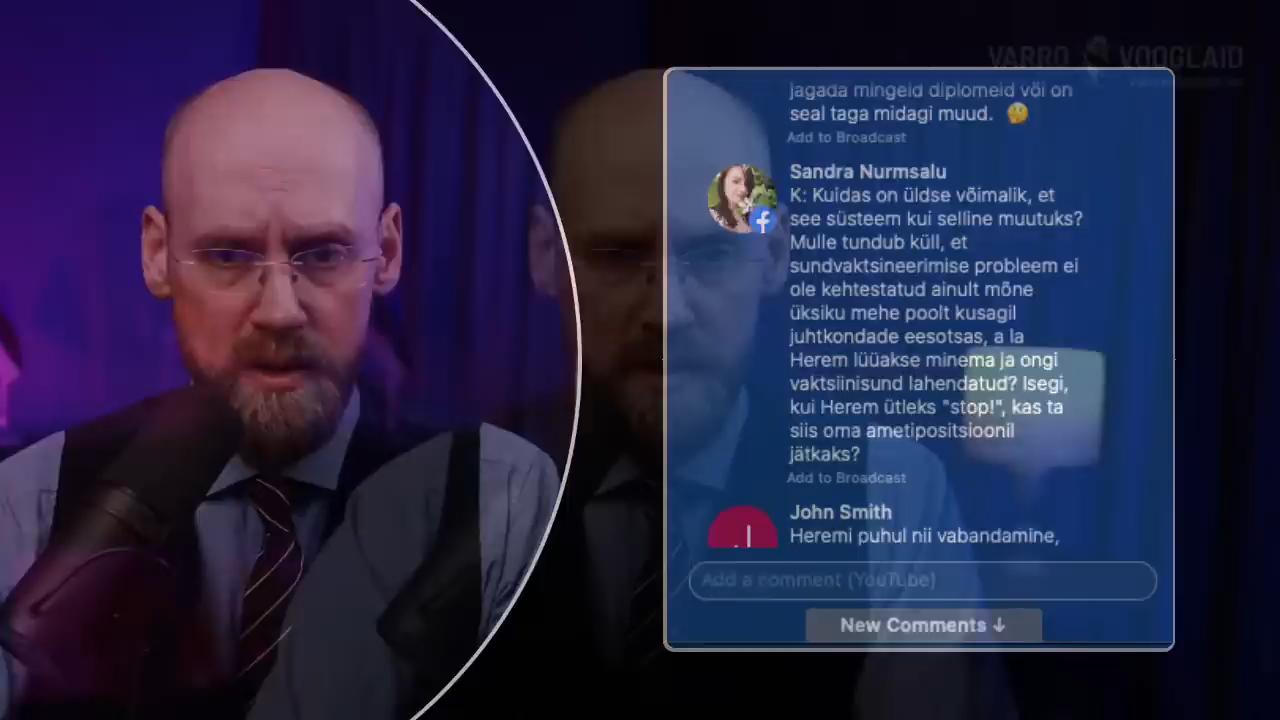 VARRO VOOGLAID
jagada mingeid diplomeid või on
seal taga midagi muud. 🤔
Add to Broadcast
Sandra Nurmsalu
K: Kuidas on üldse võimalik, et
see süsteem kui selline muutuks?
Mulle tundub küll, et
sundvaktsineerimise probleem ei
ole kehtestatud ainult mõne
üksiku mehe poolt kusagil
juhtkondade eesotsas, a la
Herem lüüakse minema ja ongi
vaktsiinisund lahendatud? Isegi,
kui Herem ütleks "stop!", kas ta
siis oma ametipositsioonil
jätkaks?
Add to Broadcast
John Smith
J
Heremi puhul nii vabandamine,
Add a comment (YouTube)
New Comments ↓